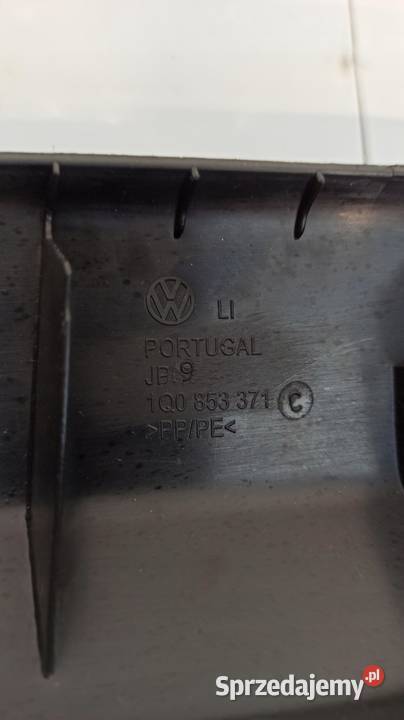 LI
PORTUGAL
JB 9
1Q0 853 371 C
>PP/PE<
Sprzedajemy.pl